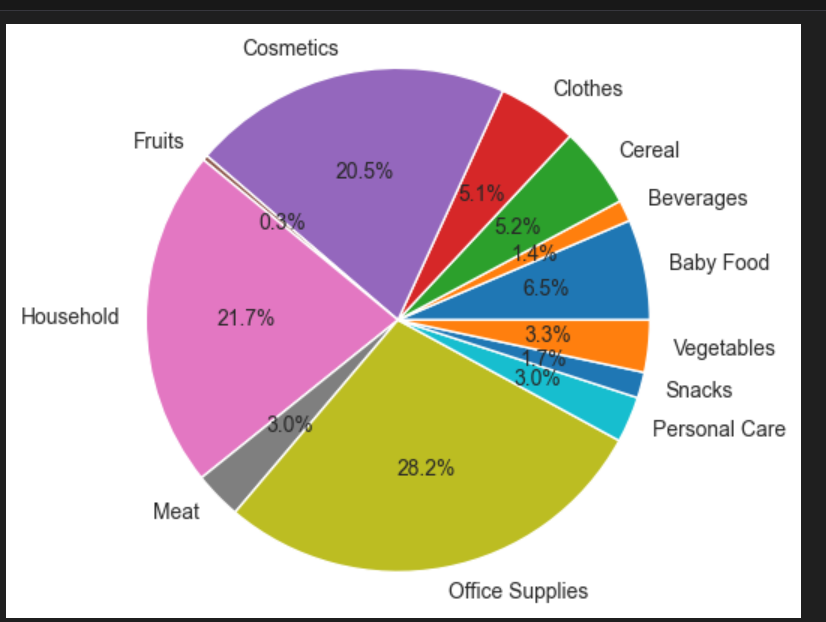 Cosmetics
Clothes
Fruits
Cereal
20.5%
5.1%
Beverages
0.3%
5.2%
1.4%
Baby Food
6.5%
Household
21.7%
3.3%
Vegetables
1.7%
3.0%
Snacks
3.0%
Personal Care
28.2%
Meat
Office Supplies